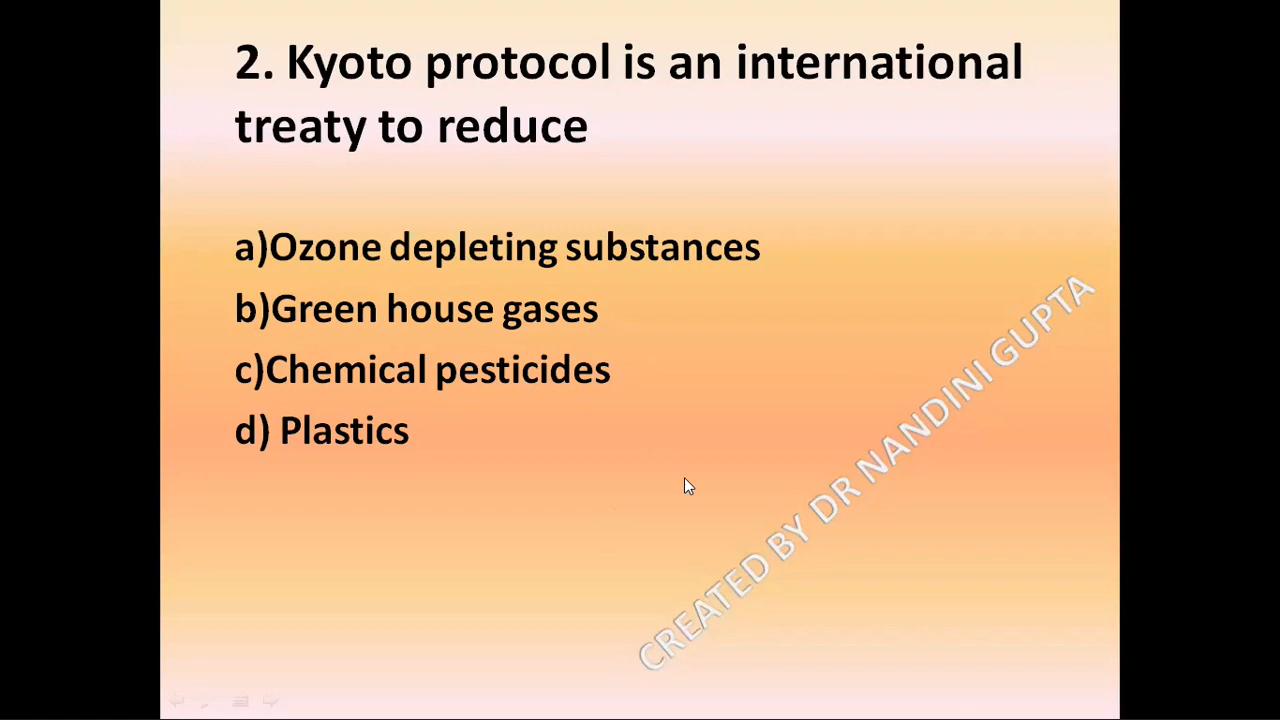 2. Kyoto protocol is an international
treaty to reduce
a)Ozone depleting substances
b)Green house gases
c)Chemical pesticides
d) Plastics
CREATED BY DR NANDINI GUPTA